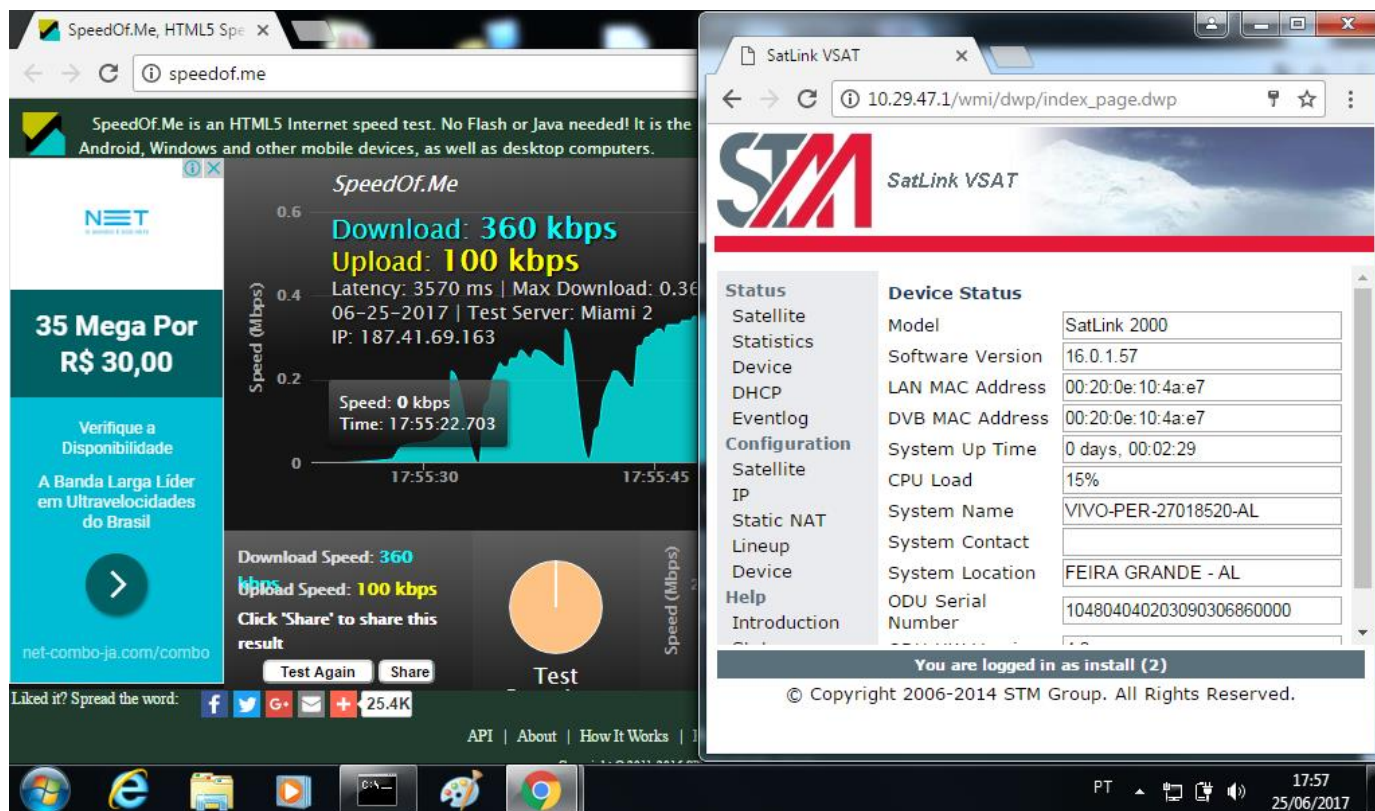 SpeedOf.Me, HTML5 Spe
speedof.me
SpeedOf.Me is an HTML5 Internet speed test. No Flash or Java needed! It is the
Android, Windows and other mobile devices, as well as desktop computers.
NET
35 Mega Por
R$ 30,00
Verifique a
Disponibilidade
A Banda Larga Líder
em Ultravelocidades
do Brasil
net-combo-ja.com/combo
SpeedOf.Me
Download: 360 kbps
Upload: 100 kbps
Latency: 3570 ms | Max Download: 0.36
06-25-2017 | Test Server: Miami 2
IP: 187.41.69.163
Speed (Mbps)
0.6
0.4
0.2
0
Speed: 0 kbps
Time: 17:55:22.703
17:55:30
17:55:45
Download Speed: 360
kbps
Upload Speed: 100 kbps
Click 'Share' to share this
result
Test Again
Share
Test
Speed (Mbps)
Liked it? Spread the word:
25.4K
API | About | How It Works |
SatLink VSAT
10.29.47.1/wmi/dwp/index_page.dwp
STM
SatLink VSAT
Status
Satellite
Statistics
Device
DHCP
Eventlog
Configuration
Satellite
IP
Static NAT
Lineup
Device
Help
Introduction
Device Status
Model SatLink 2000
Software Version 16.0.1.57
LAN MAC Address 00:20:0e:10:4a:e7
DVB MAC Address 00:20:0e:10:4a:e7
System Up Time 0 days, 00:02:29
CPU Load 15%
System Name VIVO-PER-27018520-AL
System Contact
System Location FEIRA GRANDE - AL
ODU Serial
Number 104804040203090306860000
You are logged in as install (2)
© Copyright 2006-2014 STM Group. All Rights Reserved.
PT
17:57
25/06/2017